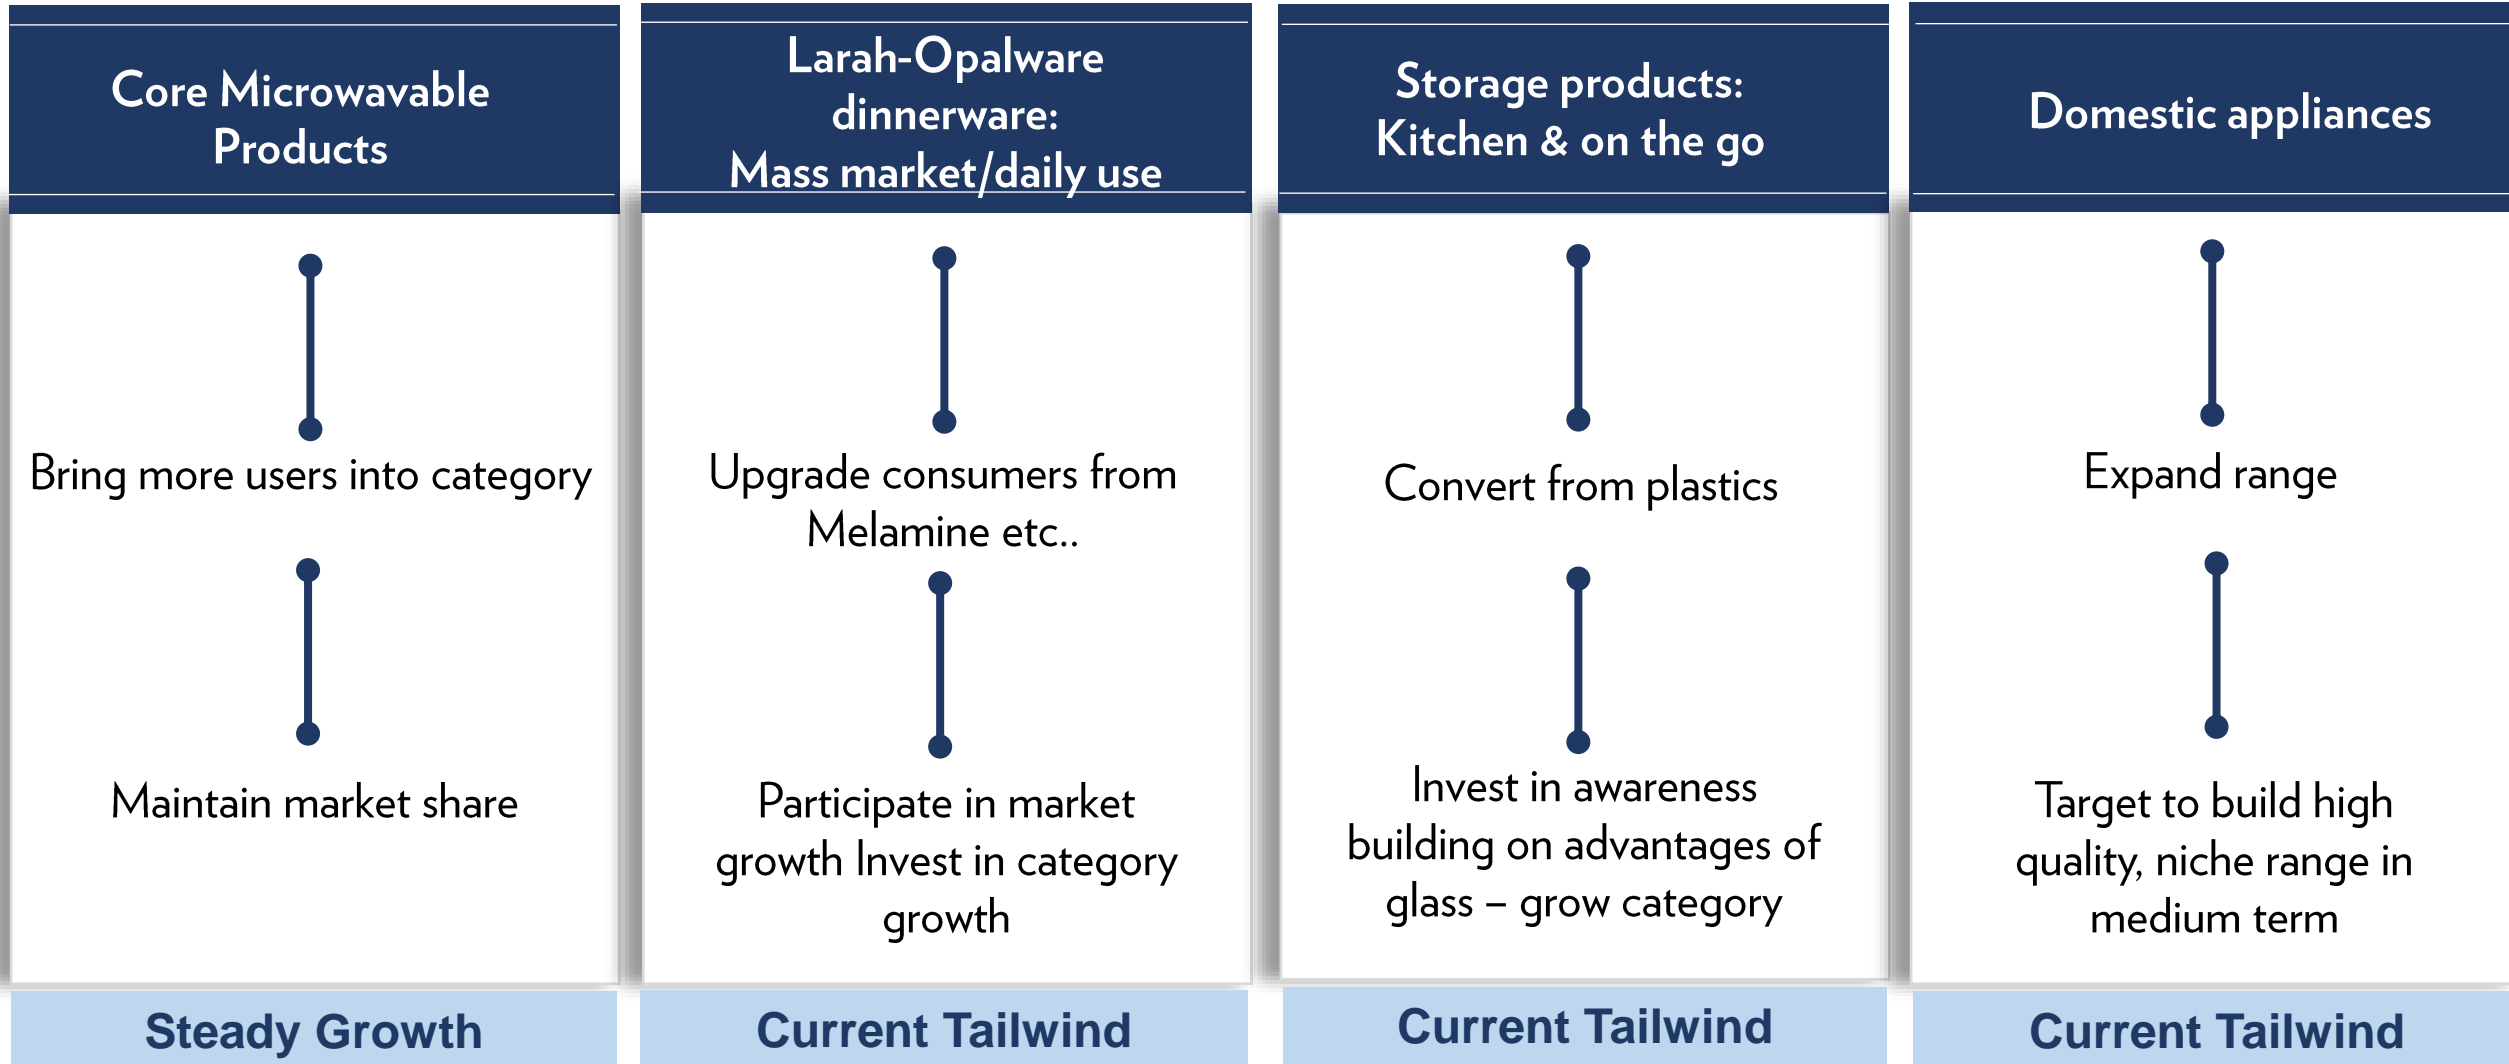 Core Microwavable
Products
Bring more users into category
Maintain market share
Steady Growth
Larah-Opalware
dinnerware:
Mass market/daily use
Upgrade consumers from
Melamine etc..
Participate in market
growth Invest in category
growth
Current Tailwind
Storage products:
Kitchen & on the go
Convert from plastics
Invest in awareness
building on advantages of
glass – grow category
Current Tailwind
Domestic appliances
Expand range
Target to build high
quality, niche range in
medium term
Current Tailwind